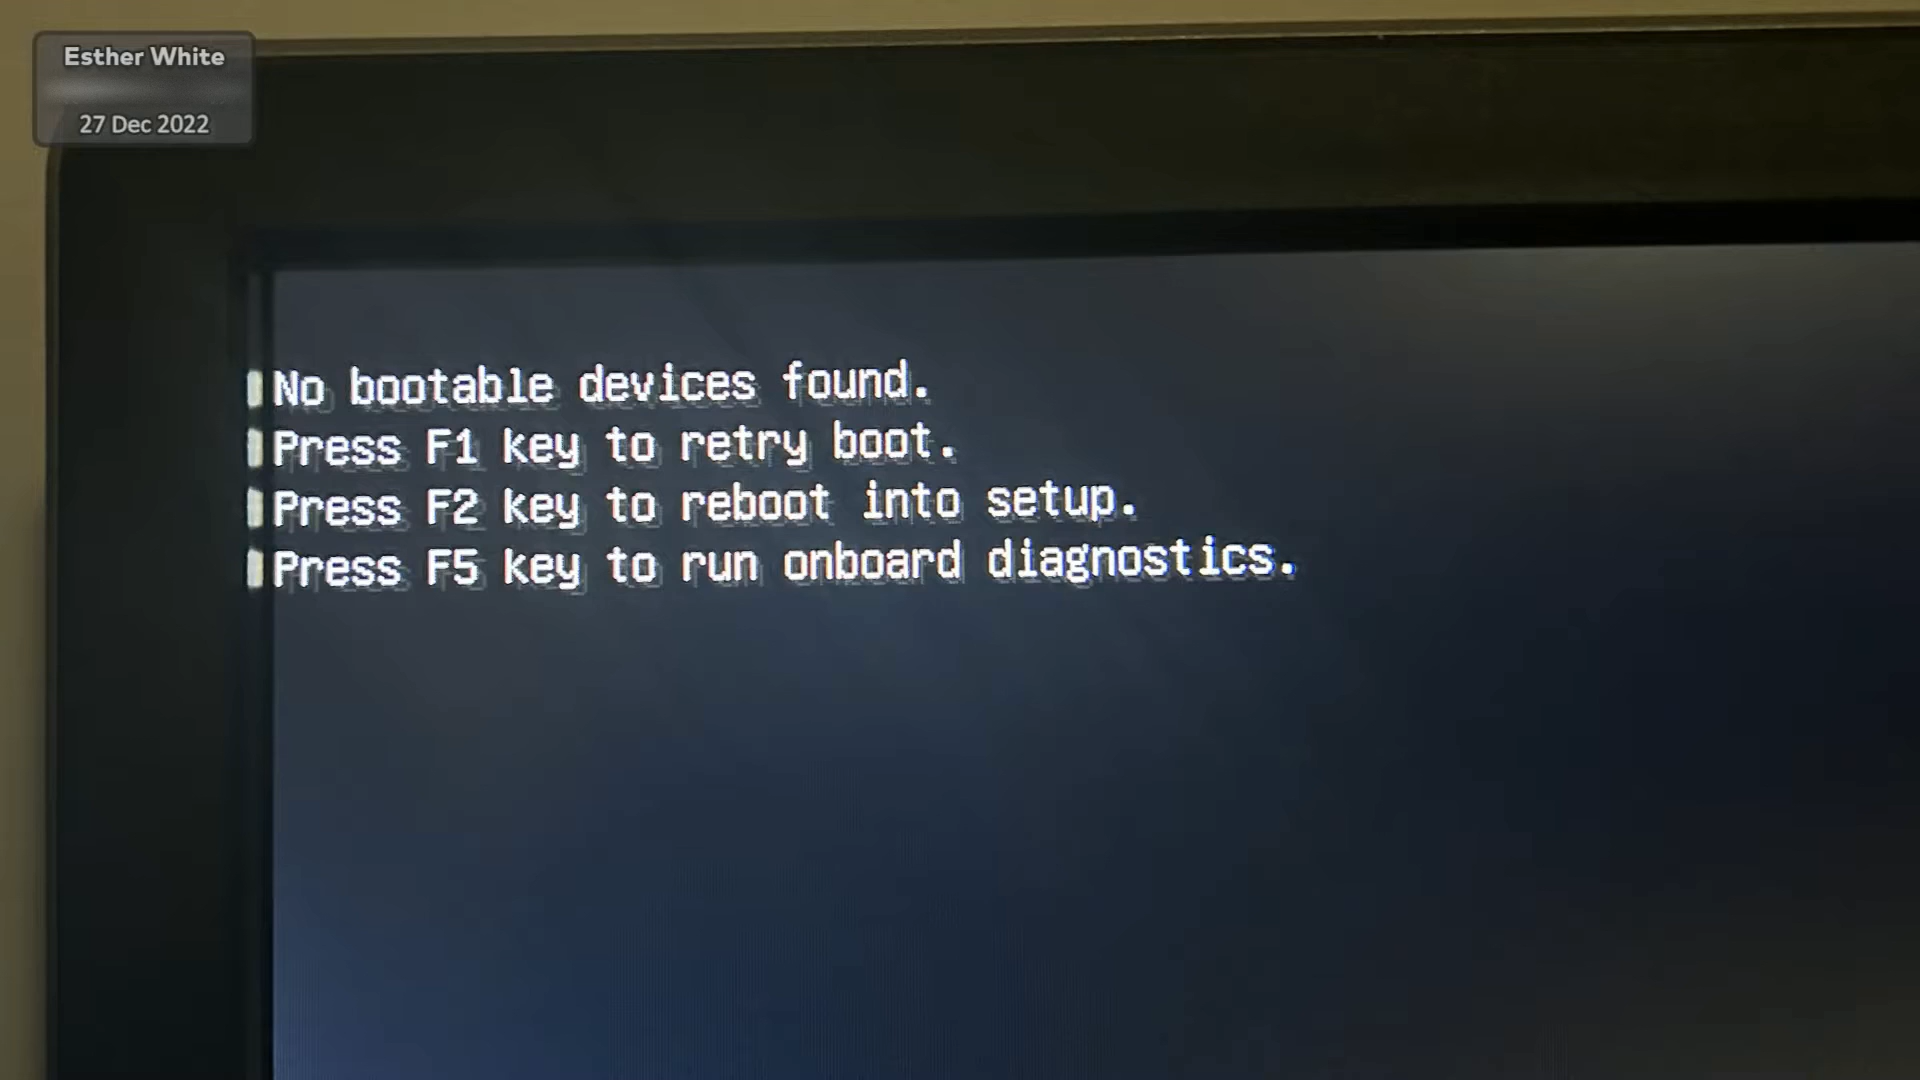 Esther White
27 Dec 2022
No bootable devices found.
Press F1 key to retry boot.
Press F2 key to reboot into setup.
Press F5 key to run onboard diagnostics.